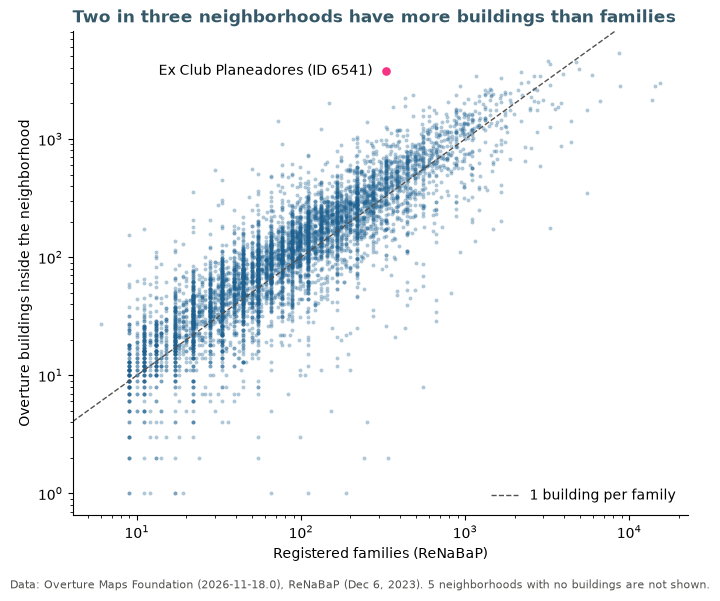 Two in three neighborhoods have more buildings than families
Ex Club Planeadores (ID 6541)
Overture buildings inside the neighborhood
10³
10²
10¹
10⁰
1 building per family
10¹
10²
10³
10⁴
Registered families (ReNaBaP)
Data: Overture Maps Foundation (2026-11-18.0), ReNaBaP (Dec 6, 2023). 5 neighborhoods with no buildings are not shown.